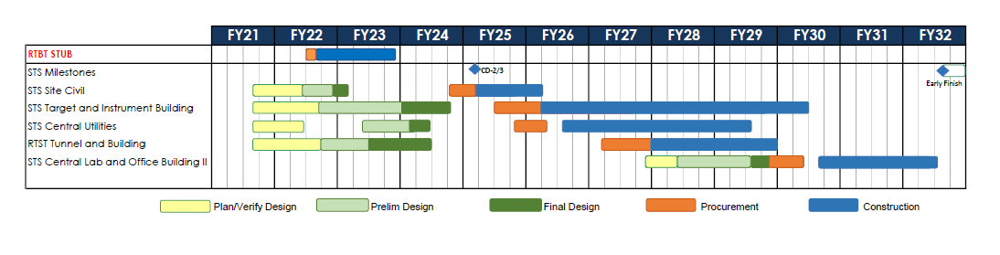 FY21 FY22 FY23 FY24 FY25 FY26 FY27 FY28 FY29 FY30 FY31 FY32
RTBT STUB
STS Milestones
CD-2/3
Early Finish
STS Site Civil
STS Target and Instrument Building
STS Central Utilities
RTST Tunnel and Building
STS Central Lab and Office Building II
Plan/Verify Design Prelim Design Final Design Procurement Construction